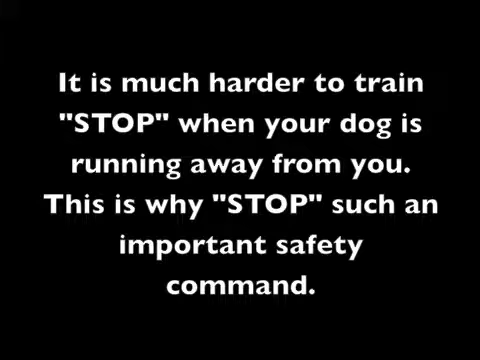 It is much harder to train
"STOP" when your dog is
running away from you.
This is why "STOP" such an
important safety
command.